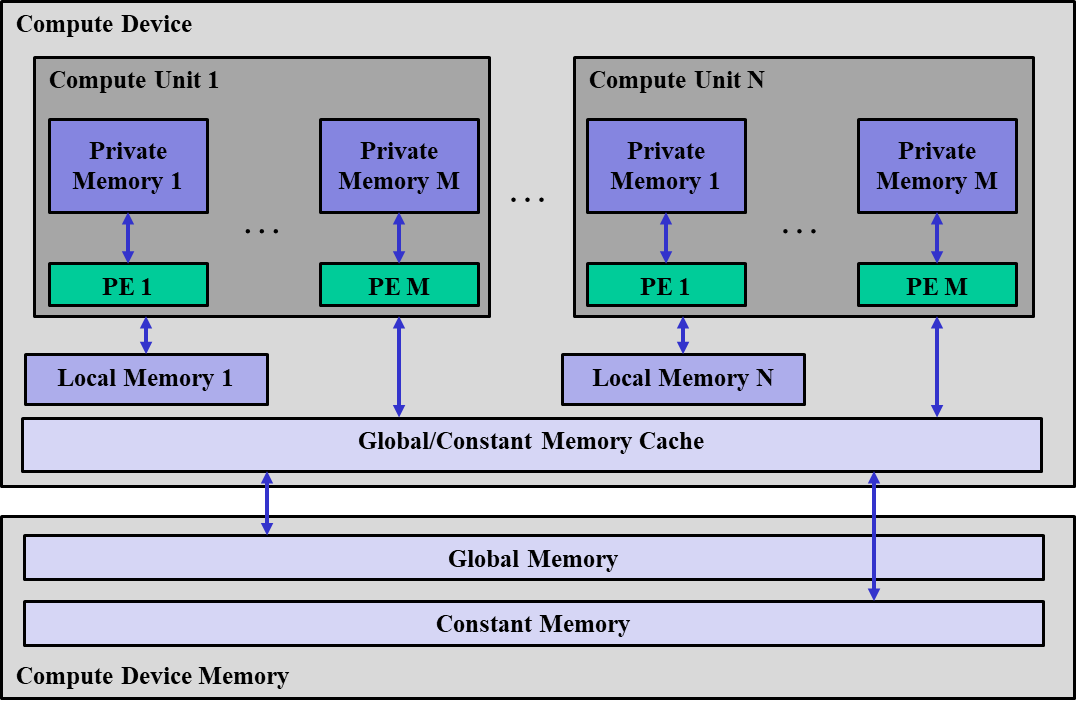 Compute Device
Compute Unit 1
Compute Unit N
Private
Memory 1
Private
Memory M
Private
Memory 1
Private
Memory M
. . .
. . .
. . .
PE 1
PE M
PE 1
PE M
Local Memory 1
Local Memory N
Global/Constant Memory Cache
Global Memory
Constant Memory
Compute Device Memory